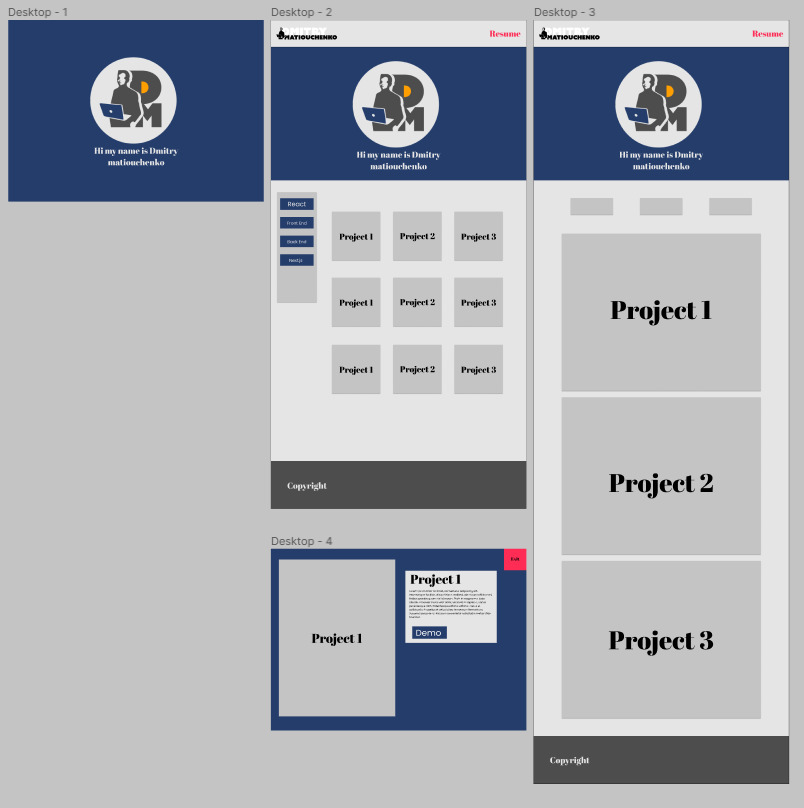 Desktop - 1
Hi my name is Dmitry
matiouchenko
Desktop - 2
DMITRY
MATIOUCHENKO
Resume
Hi my name is Dmitry
matiouchenko
React
Front End
Back End
Nextjs
Project 1
Project 2
Project 3
Project 1
Project 2
Project 3
Project 1
Project 2
Project 3
Copyright
Desktop - 3
DMITRY
MATIOUCHENKO
Resume
Hi my name is Dmitry
matiouchenko
Project 1
Project 2
Project 3
Copyright
Desktop - 4
Exit
Project 1
Project 1
Demo